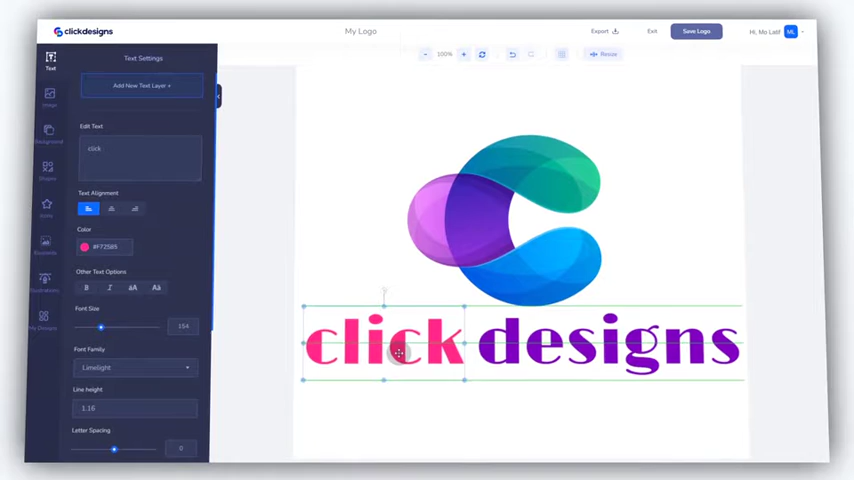 clickdesigns
My Logo
Export
Exit
Save Logo
Hi, Mo Latif
ML
Text
Text Settings
100%
Resize
Add New Text Layer +
Image
Background
Edit Text
click
Shapes
Text Alignment
Icons
Color
#F72585
Other Text Options
B I aA Aa
Illustrations
Font Size
154
My Designs
Font Family
Limelight
Line height
1.16
Letter Spacing
0
click designs